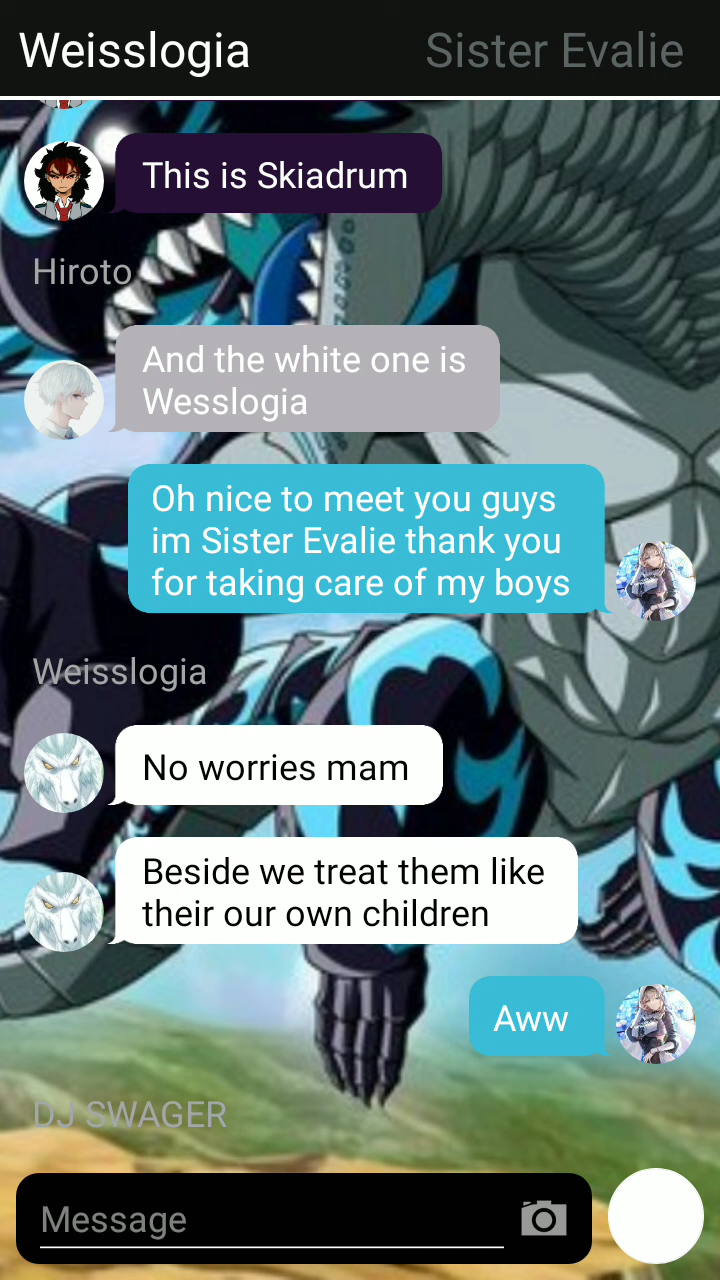 Weisslogia
Sister Evalie
This is Skiadrum
Hiroto
And the white one is
Wesslogia
Oh nice to meet you guys
im Sister Evalie thank you
for taking care of my boys
Weisslogia
No worries mam
Beside we treat them like
their our own children
Aww
DJ SWAGER
Message